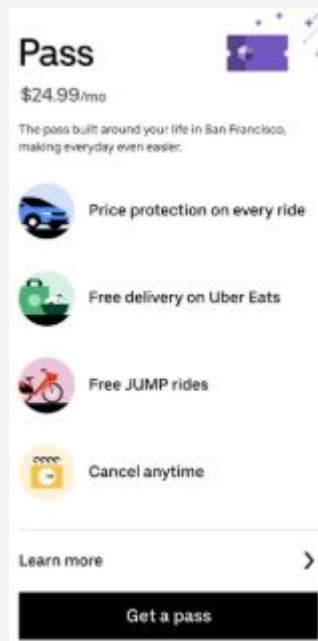 Pass
$24.99/mo
The pass built around your life in San Francisco,
making everyday even easier.
Price protection on every ride
Free delivery on Uber Eats
Free JUMP rides
Cancel anytime
Learn more
Get a pass